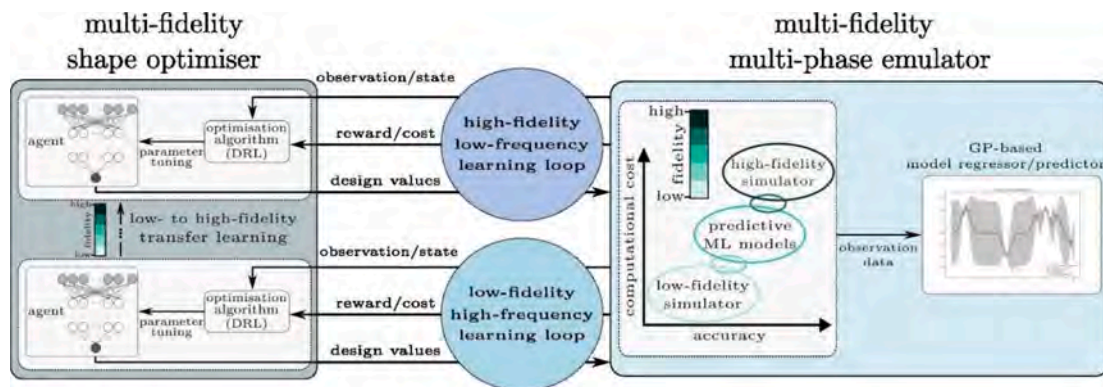 multi-fidelity
shape optimiser
multi-fidelity
multi-phase emulator
agent
parameter
tuning
optimisation
algorithm
(DRL)
observation/state
reward/cost
design values
high-fidelity
low-frequency
learning loop
high
fidelity
low
low- to high-fidelity
transfer learning
agent
parameter
tuning
optimisation
algorithm
(DRL)
observation/state
reward/cost
design values
low-fidelity
high-frequency
learning loop
computational cost
accuracy
high
fidelity
low
high-fidelity
simulator
predictive
ML models
low-fidelity
simulator
observation
data
GP-based
model regressor/predictor